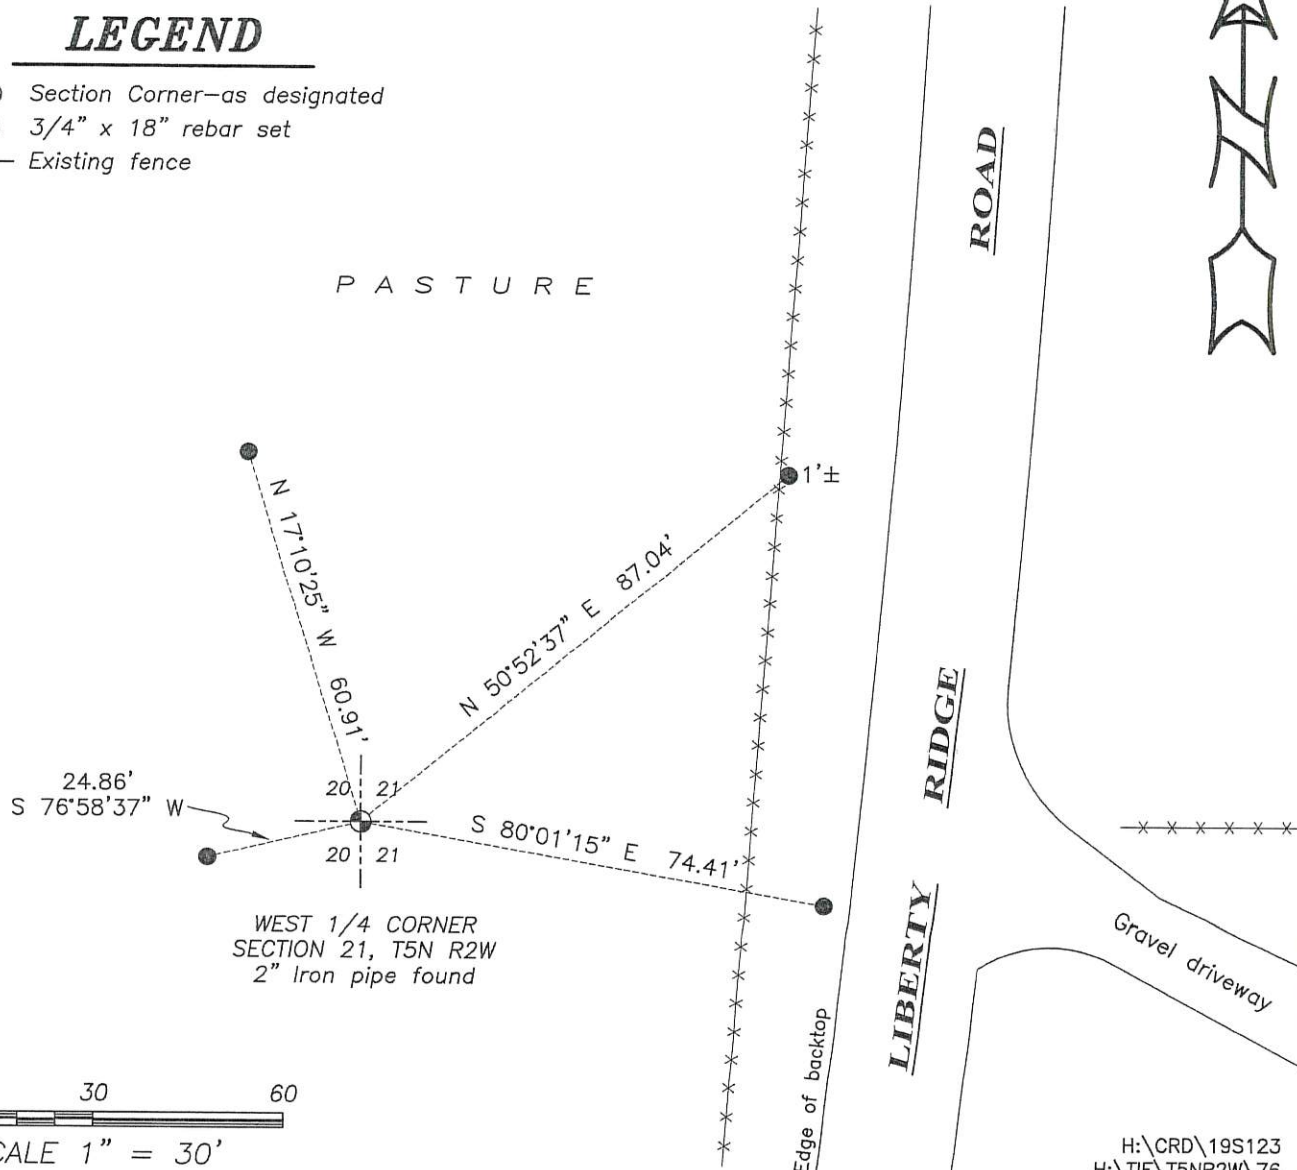 LEGEND
Section Corner—as designated
3/4" x 18" rebar set
Existing fence
PASTURE
ROAD
N
1'±
N 17°10'25" W 60.91'
N 50°52'37" E 87.04'
24.86'
S 76°58'37" W
20 21
20 21
S 80°01'15" E 74.41'
WEST 1/4 CORNER
SECTION 21, T5N R2W
2" Iron pipe found
RIDGE
LIBERTY
Gravel driveway
Edge of backtop
30 60
1" = 30'
H:\CRD\19S123